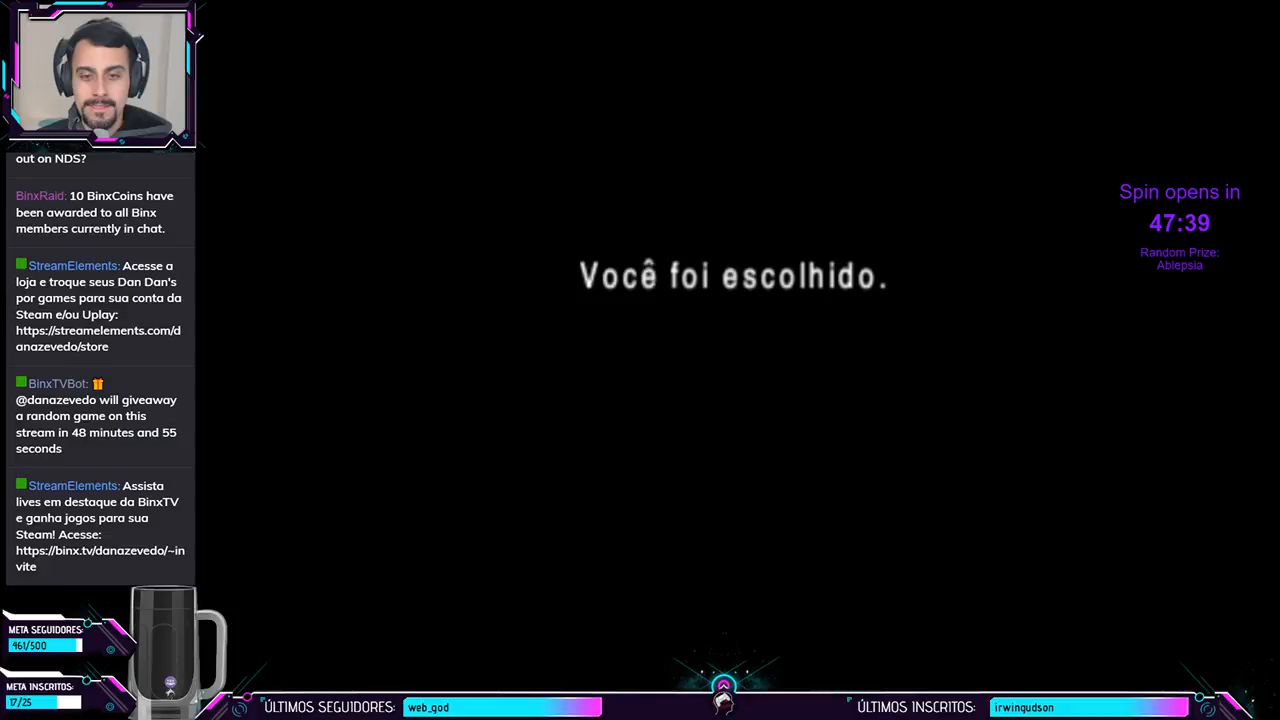 out on NDS?
BinxRaid: 10 BinxCoins have
been awarded to all Binx
members currently in chat.
StreamElements: Acesse a
loja e troque seus Dan Dan's
por games para sua conta da
Steam e/ou Uplay:
https://streamelements.com/d
anazevedo/store
BinxTVBot: 🎁
@danazevedo will giveaway
a random game on this
stream in 48 minutes and 55
seconds
StreamElements: Assista
lives em destaque da BinxTV
e ganha jogos para sua
Steam! Acesse:
https://binx.tv/danazevedo/~in
vite
Você foi escolhido.
Spin opens in
47:39
Random Prize:
Ablepsia
META SEGUIDORES:
461/500
META INSCRITOS:
17/25
ÚLTIMOS SEGUIDORES:
web_god
ÚLTIMOS INSCRITOS:
irwingudson